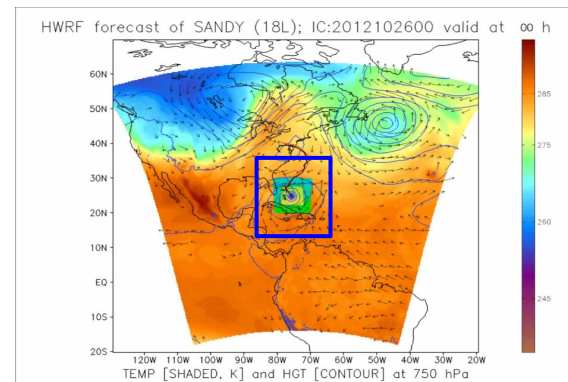 HWRF forecast of SANDY (18L); IC:2012102600 valid at 00 h
60N
50N
40N
30N
20N
10N
EQ
10S
20S
120W 110W 100W 90W 80W 70W 60W 50W 40W 30W 20W
285
275
260
245
TEMP [SHADED, K] and HGT [CONTOUR] at 750 hPa